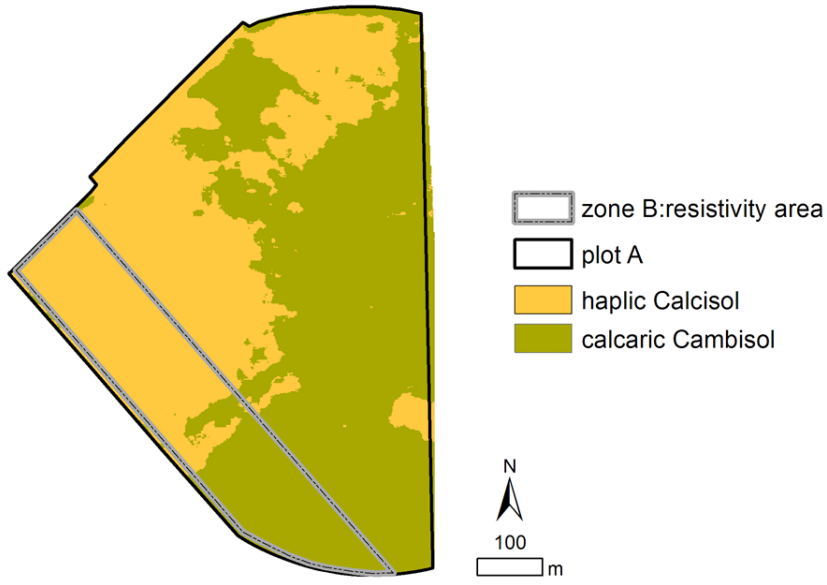 zone B:resistivity area
plot A
haplic Calcisol
calcaric Cambisol
N
100
m